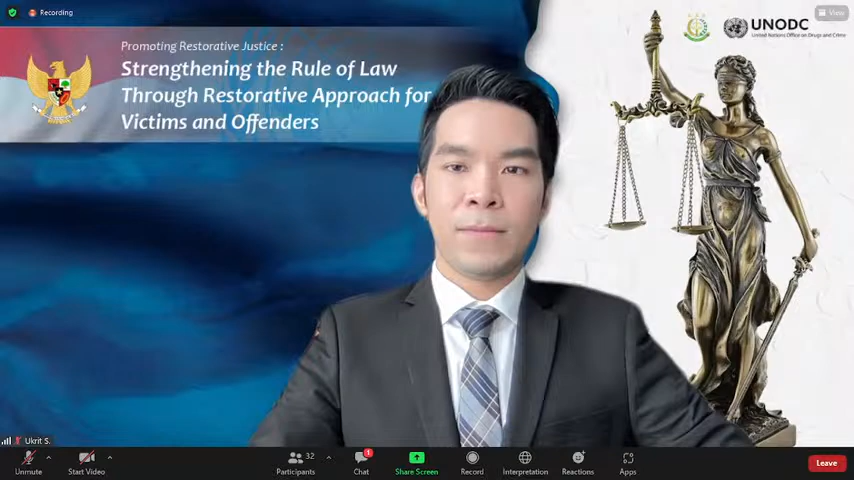 Recording
View
Promoting Restorative Justice :
Strengthening the Rule of Law
Through Restorative Approach for
Victims and Offenders
UNODC
United Nations Office on Drugs and Crime
Ukrit S.
Unmute
Start Video
Participants
32
Chat
1
Share Screen
Record
Interpretation
Reactions
Apps
Leave